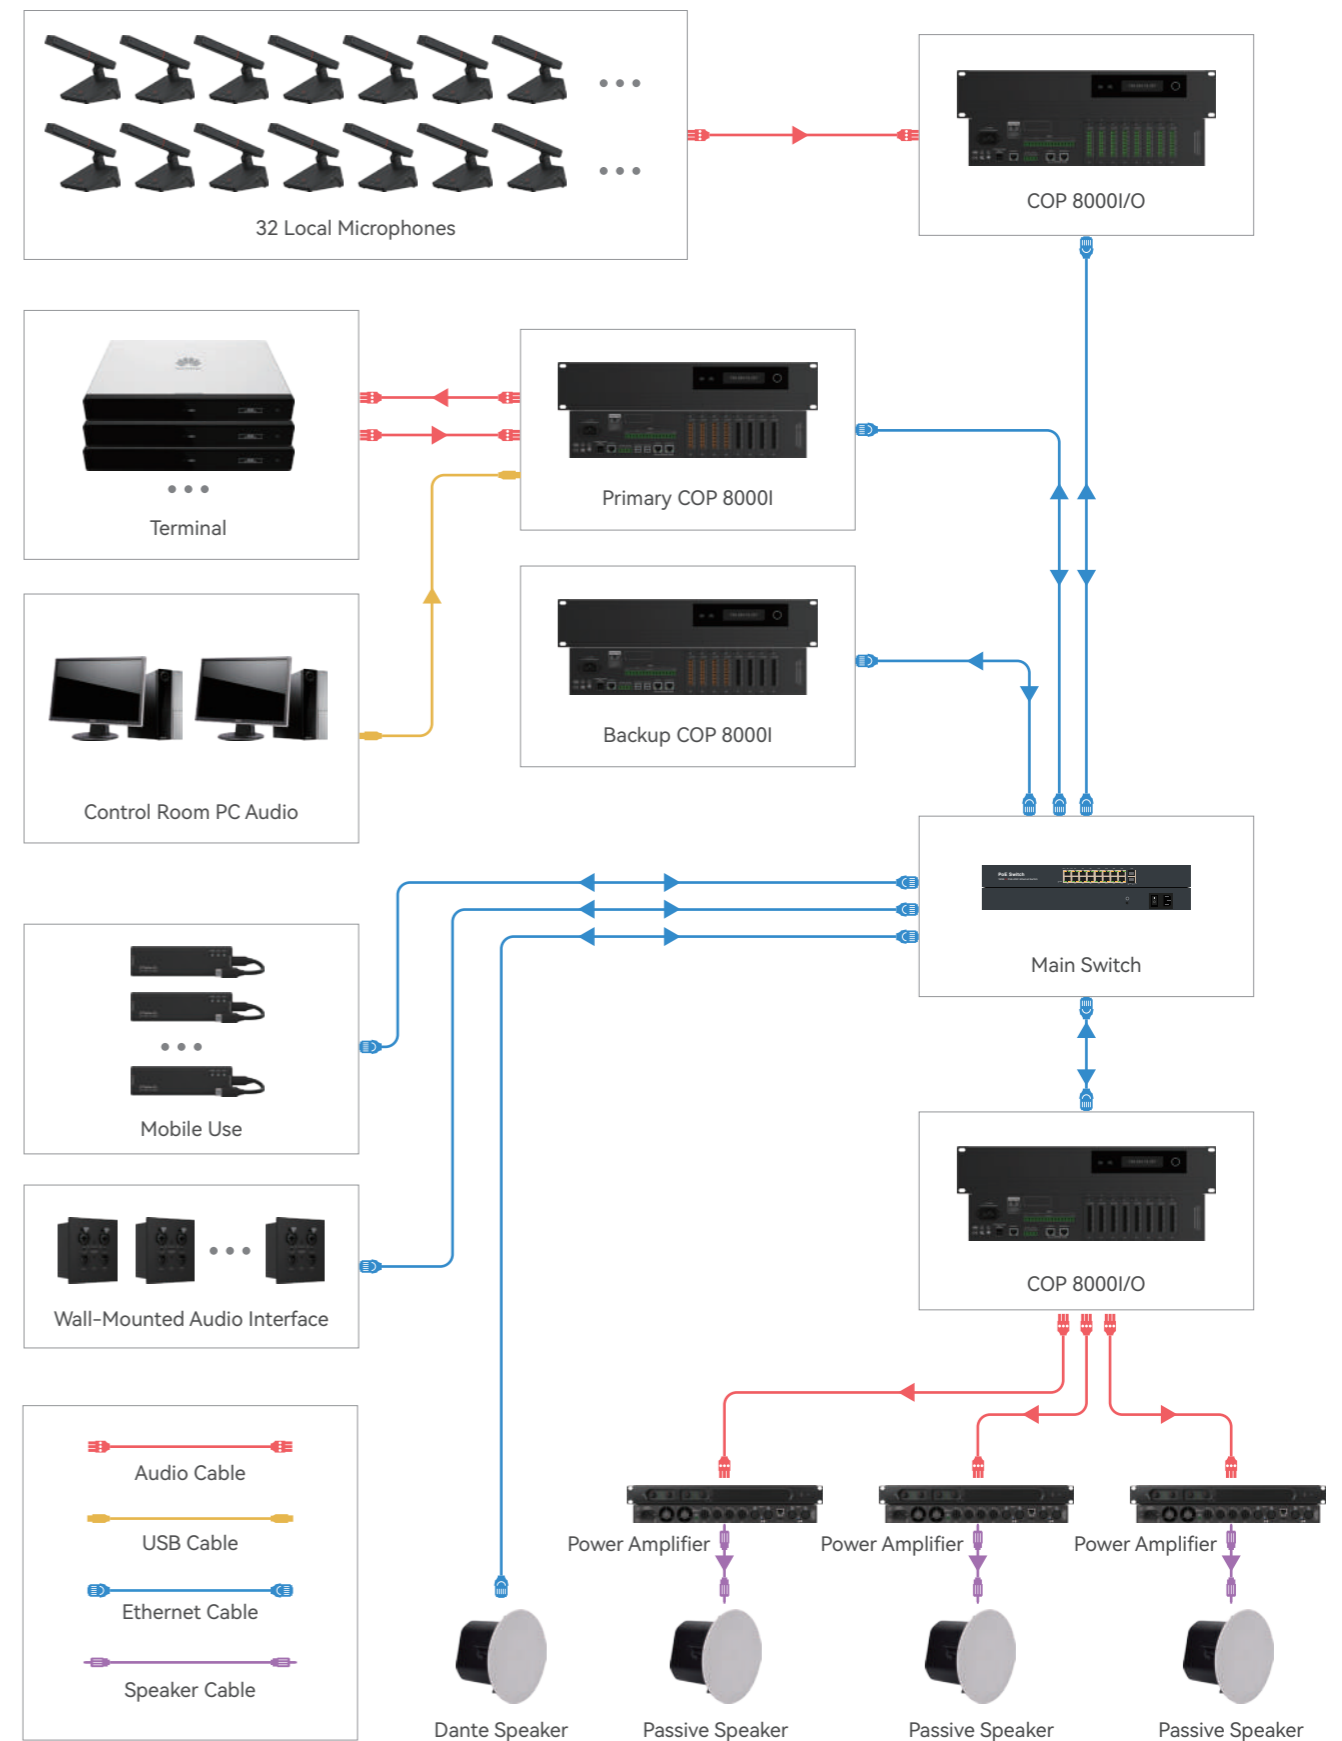 32 Local Microphones
COP 8000I/O
Terminal
Primary COP 8000I
Backup COP 8000I
Control Room PC Audio
PoE Switch
Main Switch
Mobile Use
COP 8000I/O
Wall-Mounted Audio Interface
Audio Cable
USB Cable
Ethernet Cable
Speaker Cable
Power Amplifier
Power Amplifier
Power Amplifier
Dante Speaker
Passive Speaker
Passive Speaker
Passive Speaker